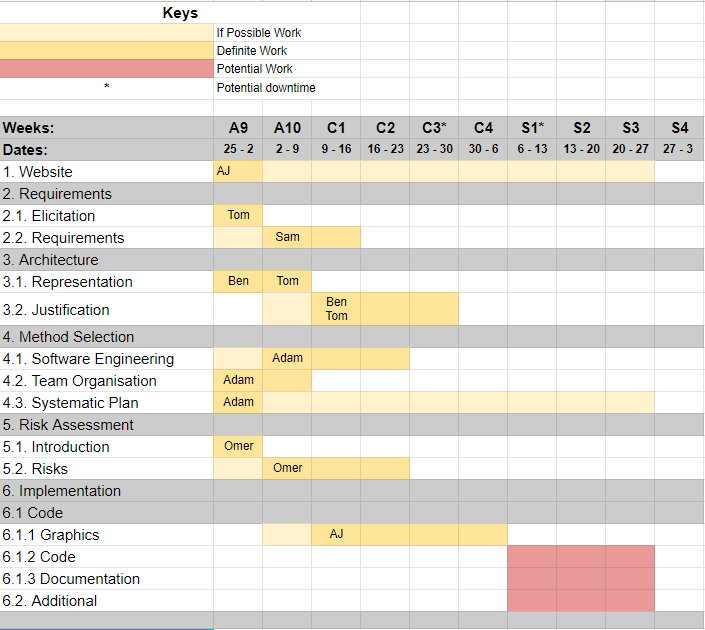 Keys
If Possible Work
Definite Work
Potential Work
* Potential downtime
Weeks: A9 A10 C1 C2 C3* C4 S1* S2 S3 S4
Dates: 25 - 2 2 - 9 9 - 16 16 - 23 23 - 30 30 - 6 6 - 13 13 - 20 20 - 27 27 - 3
1. Website AJ
2. Requirements
2.1. Elicitation Tom
2.2. Requirements Sam
3. Architecture
3.1. Representation Ben Tom
3.2. Justification Ben
Tom
4. Method Selection
4.1. Software Engineering Adam
4.2. Team Organisation Adam
4.3. Systematic Plan Adam
5. Risk Assessment
5.1. Introduction Omer
5.2. Risks Omer
6. Implementation
6.1 Code
6.1.1 Graphics AJ
6.1.2 Code
6.1.3 Documentation
6.2. Additional